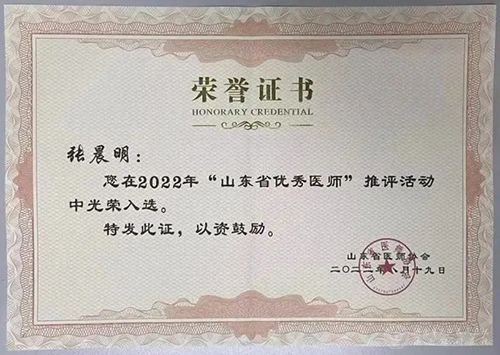 荣誉证书
HONORARY CREDENTIAL
张晨明：
您在2022年“山东省优秀医师”推评活动
中光荣入选。
特发此证，以资鼓励。
山东省医师协会
二〇二二年八月十九日